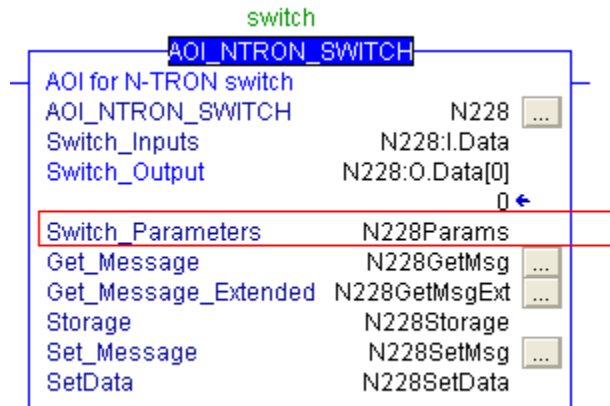 switch
AOI_NTRON_SWITCH
AOI for N-TRON switch
AOI_NTRON_SWITCH N228 ...
Switch_Inputs N228:I.Data
Switch_Output N228:O.Data[0]
0
Switch_Parameters N228Params
Get_Message N228GetMsg ...
Get_Message_Extended N228GetMsgExt ...
Storage N228Storage
Set_Message N228SetMsg ...
SetData N228SetData